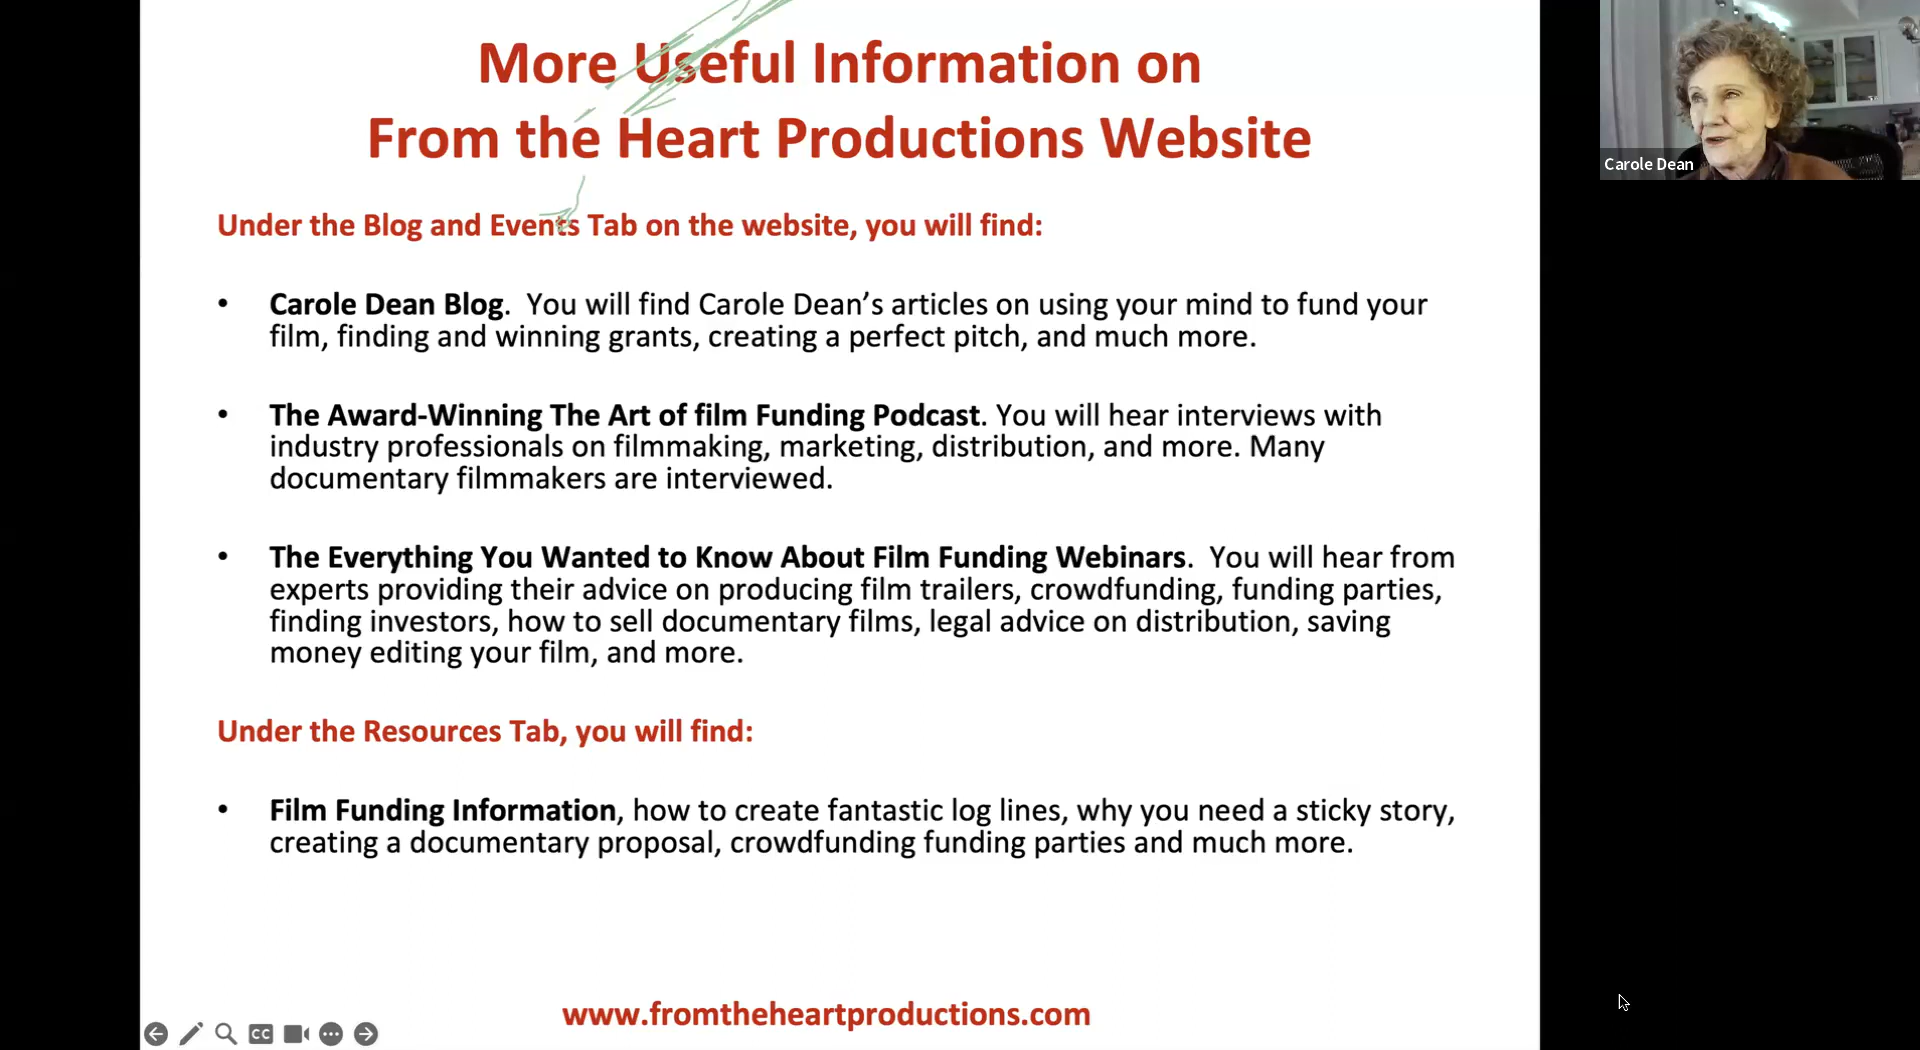 More Useful Information on
From the Heart Productions Website
Carole Dean
Under the Blog and Events Tab on the website, you will find:
• Carole Dean Blog.  You will find Carole Dean’s articles on using your mind to fund your
film, finding and winning grants, creating a perfect pitch, and much more.
• The Award-Winning The Art of film Funding Podcast. You will hear interviews with
industry professionals on filmmaking, marketing, distribution, and more. Many
documentary filmmakers are interviewed.
• The Everything You Wanted to Know About Film Funding Webinars.  You will hear from
experts providing their advice on producing film trailers, crowdfunding, funding parties,
finding investors, how to sell documentary films, legal advice on distribution, saving
money editing your film, and more.
Under the Resources Tab, you will find:
• Film Funding Information, how to create fantastic log lines, why you need a sticky story,
creating a documentary proposal, crowdfunding funding parties and much more.
www.fromtheheartproductions.com
CC